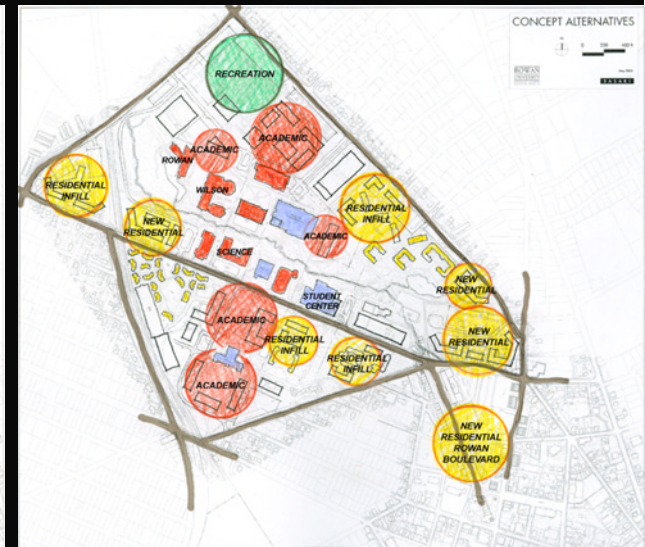 CONCEPT ALTERNATIVES
RECREATION
ACADEMIC
ACADEMIC
ROWAN
WILSON
RESIDENTIAL
INFILL
RESIDENTIAL
INFILL
NEW
RESIDENTIAL
ACADEMIC
SCIENCE
NEW
RESIDENTIAL
STUDENT
CENTER
ACADEMIC
RESIDENTIAL
INFILL
NEW
RESIDENTIAL
RESIDENTIAL
INFILL
ACADEMIC
NEW
RESIDENTIAL
ROWAN
BOULEVARD
ROWAN
SASAKI